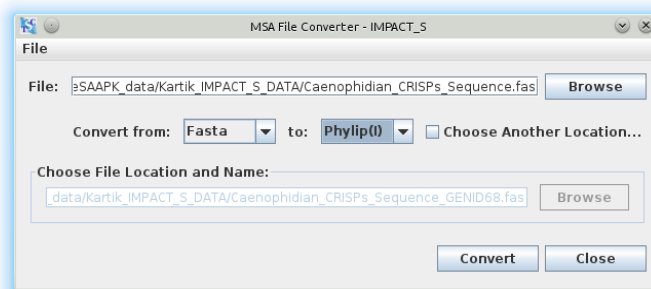 MSA File Converter - IMPACT_S
File
File: eSAAPK_data/Kartik_IMPACT_S_DATA/Caenophidian_CRISPs_Sequence.fas Browse
Convert from: Fasta to: Phylip(I) Choose Another Location...
Choose File Location and Name:
_data/Kartik_IMPACT_S_DATA/Caenophidian_CRISPs_Sequence_GENID68.fas Browse
Convert Close